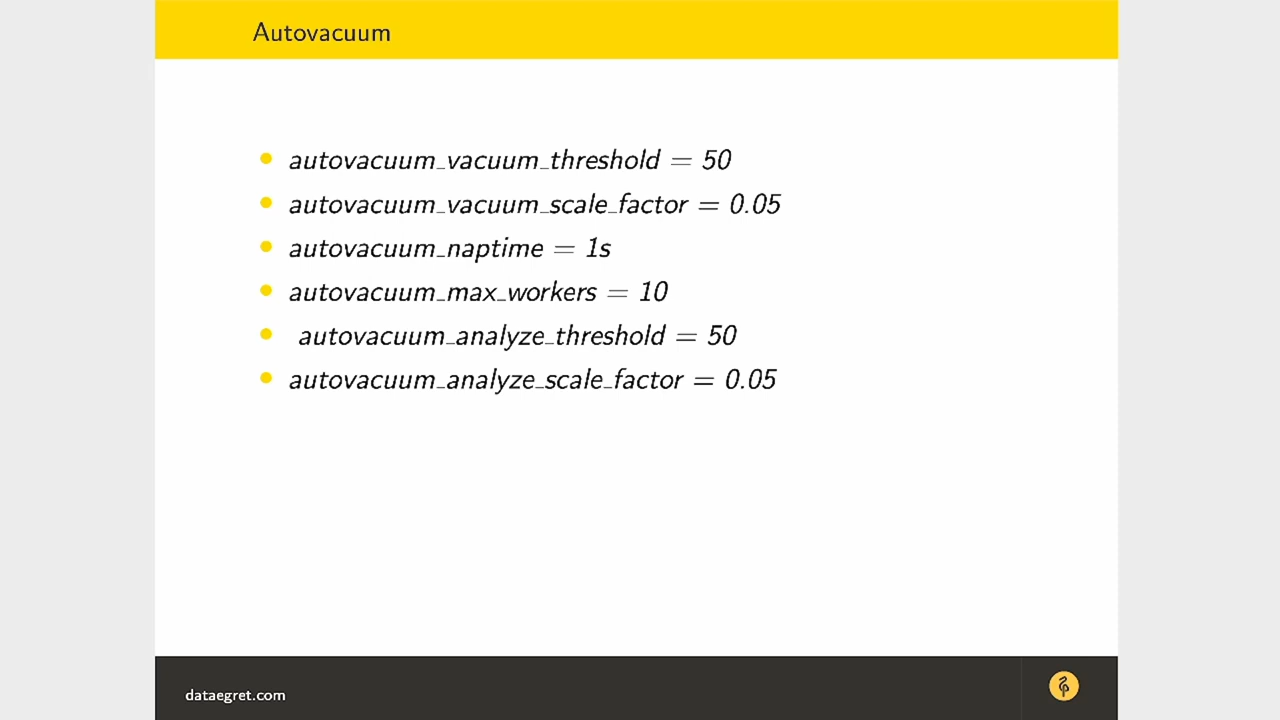 Autovacuum
autovacuum_vacuum_threshold = 50
autovacuum_vacuum_scale_factor = 0.05
autovacuum_naptime = 1s
autovacuum_max_workers = 10
autovacuum_analyze_threshold = 50
autovacuum_analyze_scale_factor = 0.05
dataegret.com